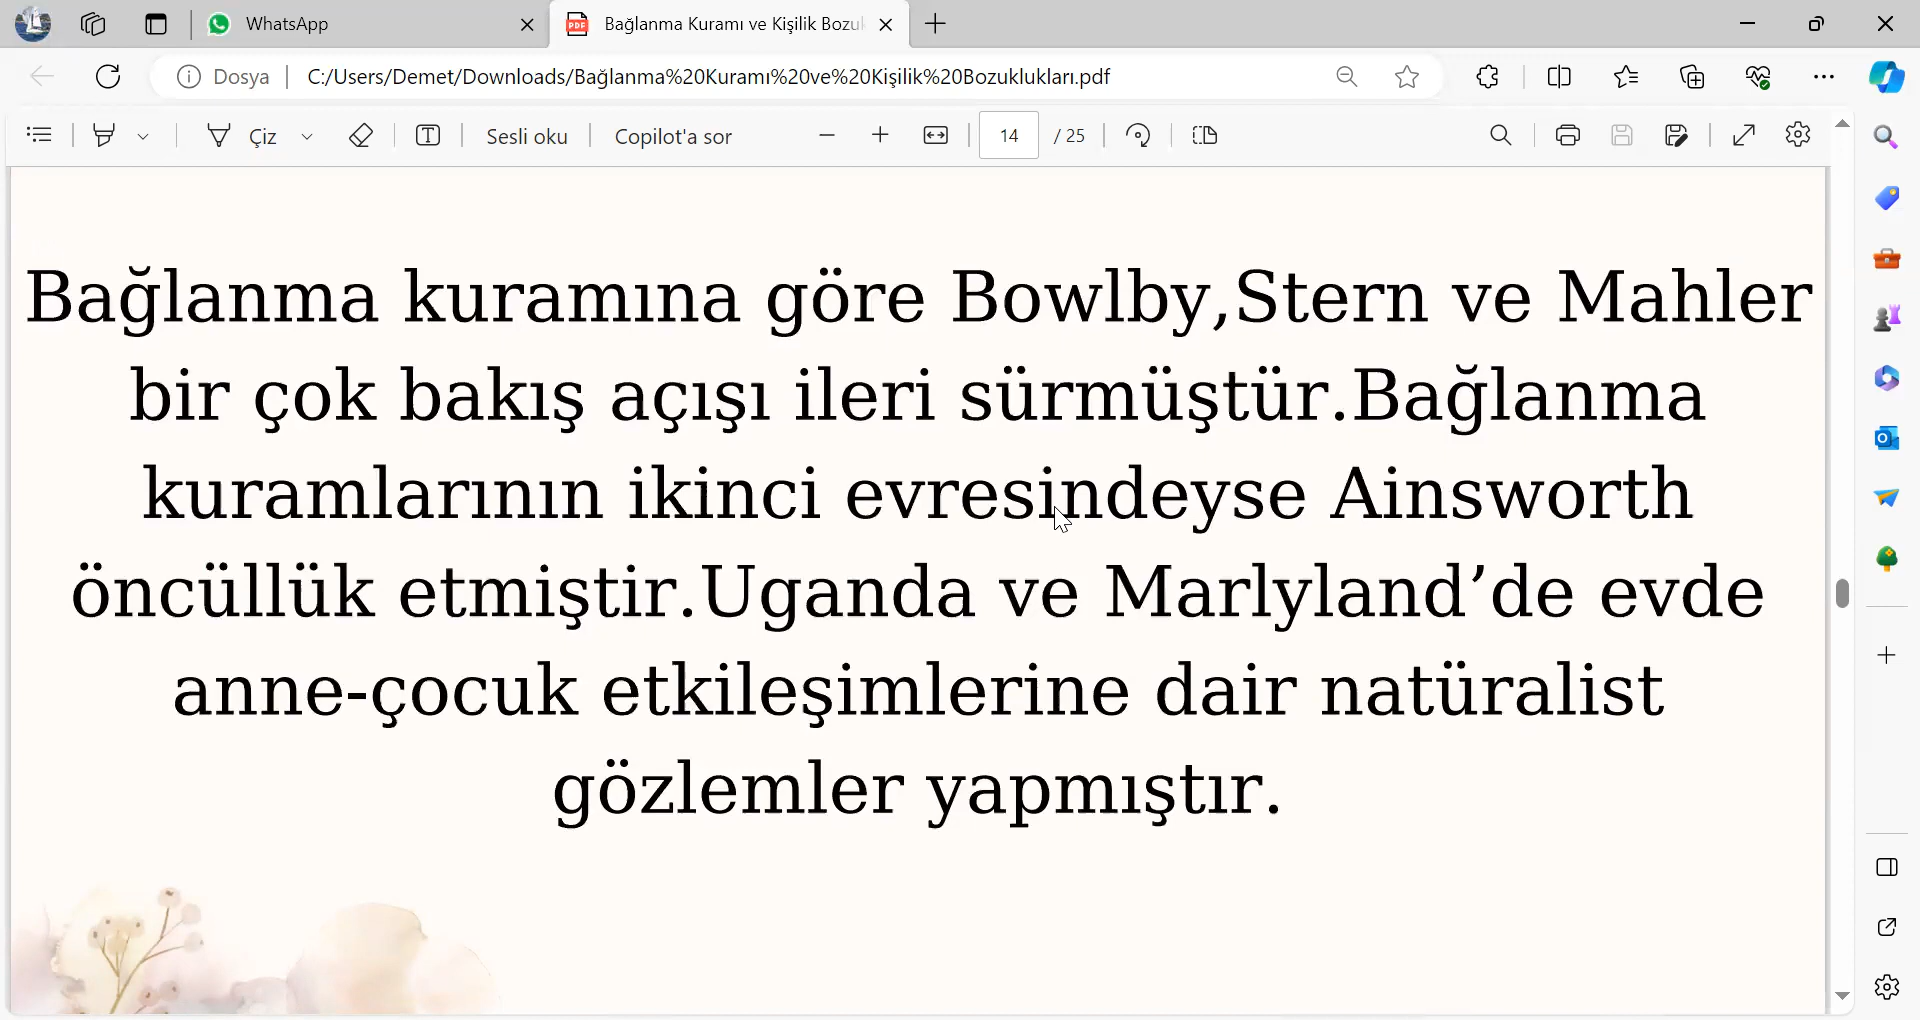 WhatsApp
Bağlanma Kuramı ve Kişilik Bozu
Dosya
C:/Users/Demet/Downloads/Bağlanma%20Kuramı%20ve%20Kişilik%20Bozuklukları.pdf
Çiz
Sesli oku
Copilot'a sor
14 / 25
Bağlanma kuramına göre Bowlby,Stern ve Mahler
bir çok bakış açışı ileri sürmüştür.Bağlanma
kuramlarının ikinci evresindeyse Ainsworth
öncüllük etmiştir.Uganda ve Marlyland’de evde
anne-çocuk etkileşimlerine dair natüralist
gözlemler yapmıştır.